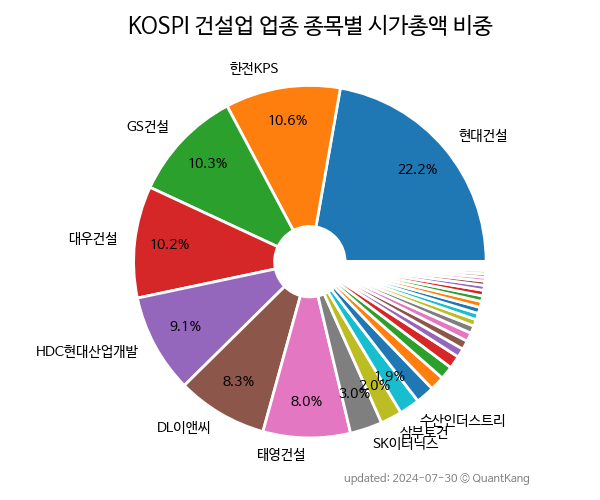 KOSPI 건설업 업종 종목별 시가총액 비중
한전KPS
10.6%
현대건설
22.2%
GS건설
10.3%
대우건설
10.2%
HDC현대산업개발
9.1%
DL이앤씨
8.3%
태영건설
8.0%
SK이터닉스
3.0%
삼부토건
2.0%
수산인더스트리
1.9%
updated: 2024-07-30 © QuantKang